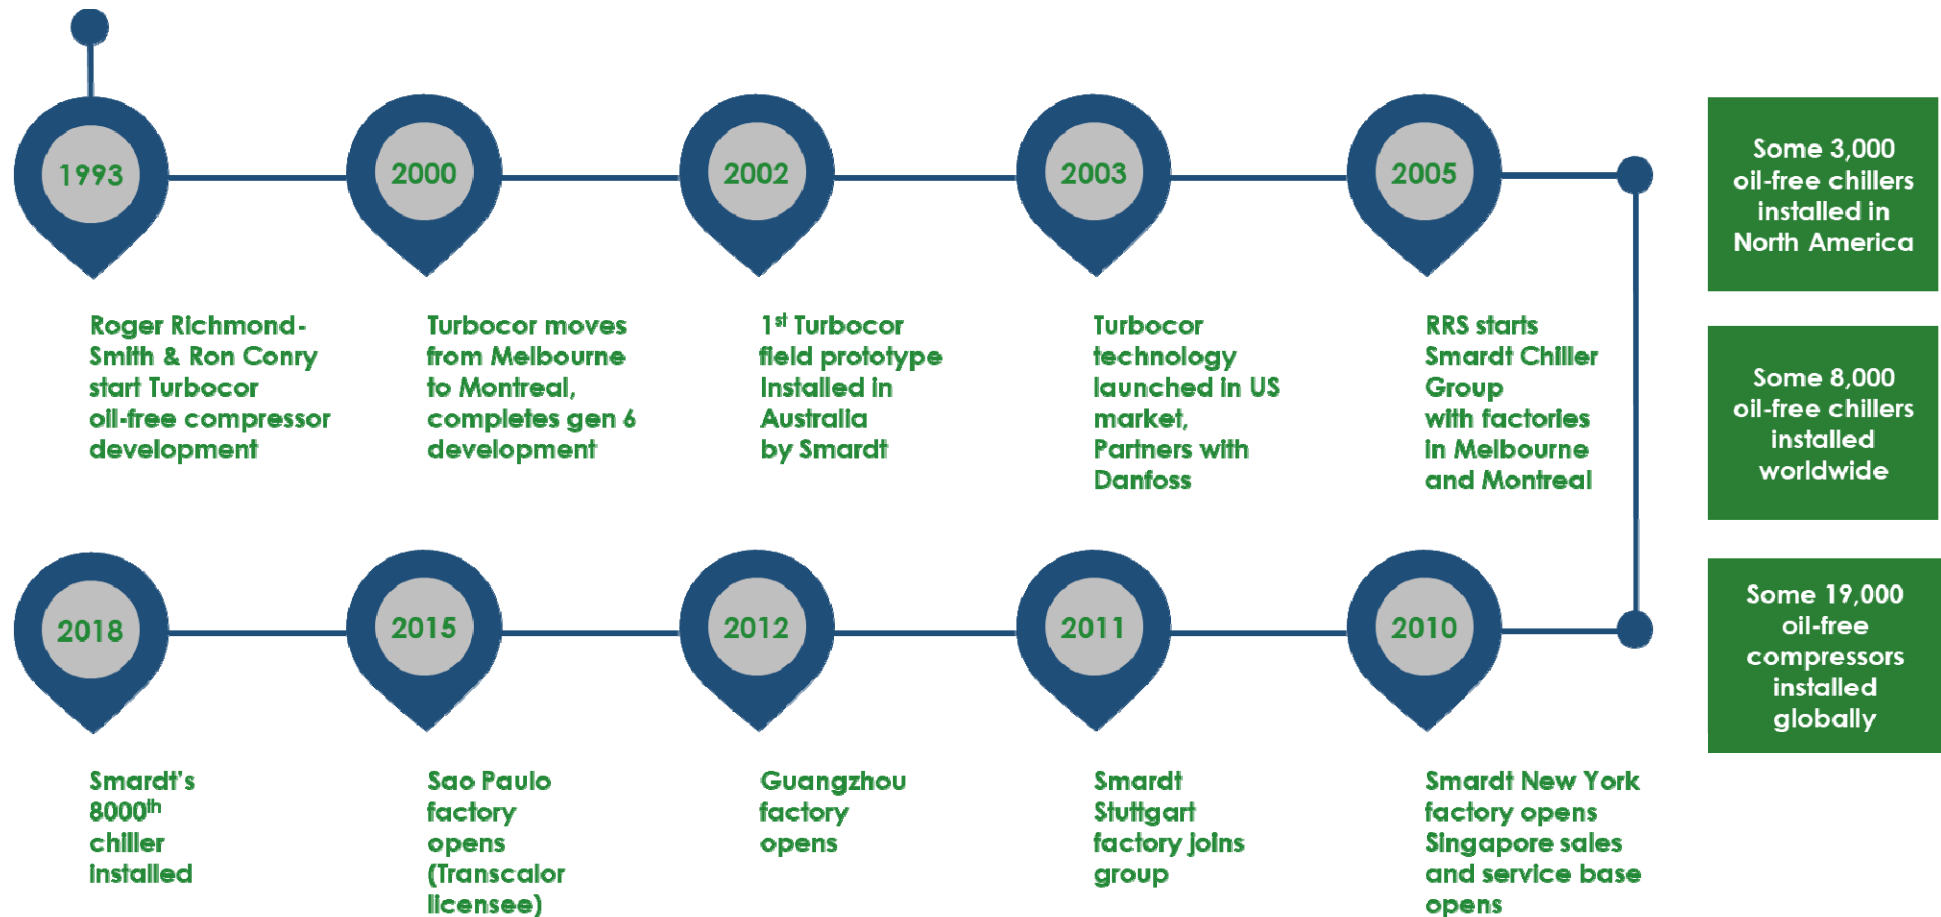 1993
Roger Richmond-
Smith & Ron Conry
start Turbocor
oil-free compressor
development
2000
Turbocor moves
from Melbourne
to Montreal,
completes gen 6
development
2002
1st Turbocor
field prototype
Installed in
Australia
by Smardt
2003
Turbocor
technology
launched in US
market,
Partners with
Danfoss
2005
RRS starts
Smardt Chiller
Group
with factories
in Melbourne
and Montreal
2010
Smardt New York
factory opens
Singapore sales
and service base
opens
2011
Smardt
Stuttgart
factory joins
group
2012
Guangzhou
factory
opens
2015
Sao Paulo
factory
opens
(Transcalor
licensee)
2018
Smardt's
8000th
chiller
installed
Some 3,000
oil-free chillers
installed in
North America
Some 8,000
oil-free chillers
installed
worldwide
Some 19,000
oil-free
compressors
installed
globally